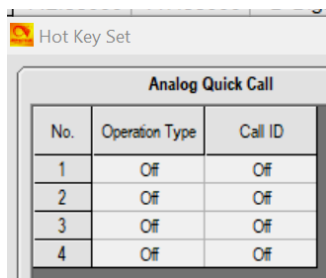 Hot Key Set
Analog Quick Call
No. Operation Type Call ID
1 Off Off
2 Off Off
3 Off Off
4 Off Off